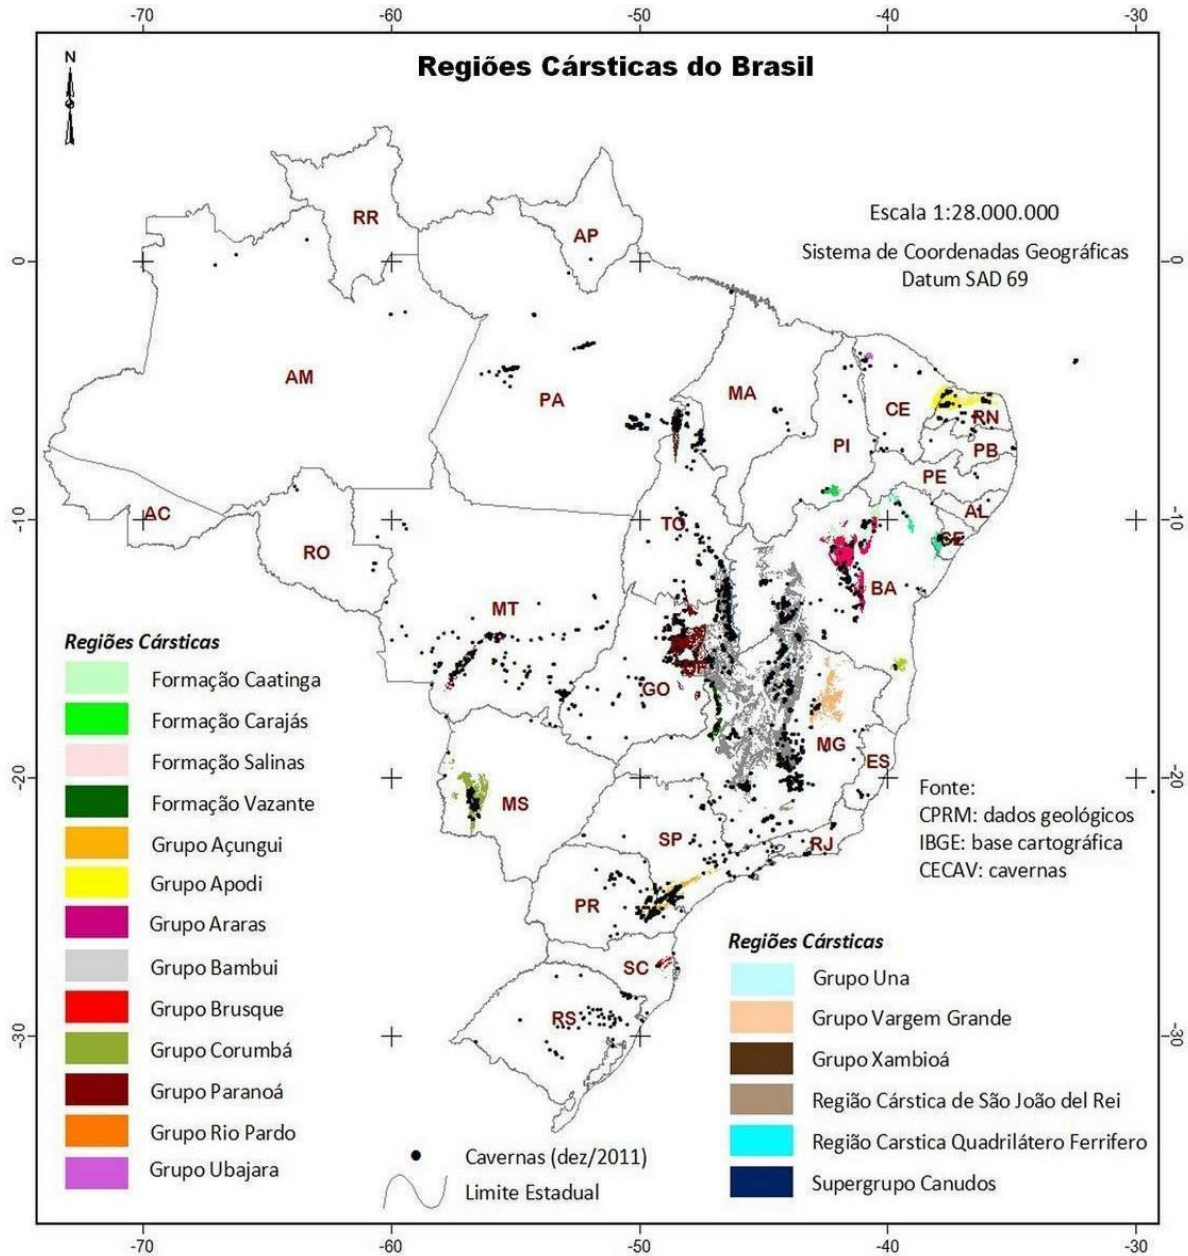 -70
-60
-50
-40
-30
N
Regiões Cársticas do Brasil
Escala 1:28.000.000
Sistema de Coordenadas Geográficas
Datum SAD 69
0
0
-10
-10
-20
-20
-30
-30
RR
AP
AM
PA
MA
CE
RN
PB
PI
PE
AL
SE
AC
TO
RO
BA
MT
DF
GO
MG
ES
MS
SP
RJ
PR
SC
RS
Regiões Cársticas
Formação Caatinga
Formação Carajás
Formação Salinas
Formação Vazante
Grupo Açungui
Grupo Apodi
Grupo Araras
Grupo Bambui
Grupo Brusque
Grupo Corumbá
Grupo Paranoá
Grupo Rio Pardo
Grupo Ubajara
Fonte:
CPRM: dados geológicos
IBGE: base cartográfica
CECAV: cavernas
Regiões Cársticas
Grupo Una
Grupo Vargem Grande
Grupo Xambioá
Região Cárstica de São João del Rei
Região Carstica Quadrilátero Ferrifero
Supergrupo Canudos
Cavernas (dez/2011)
Limite Estadual
-70
-60
-50
-40
-30